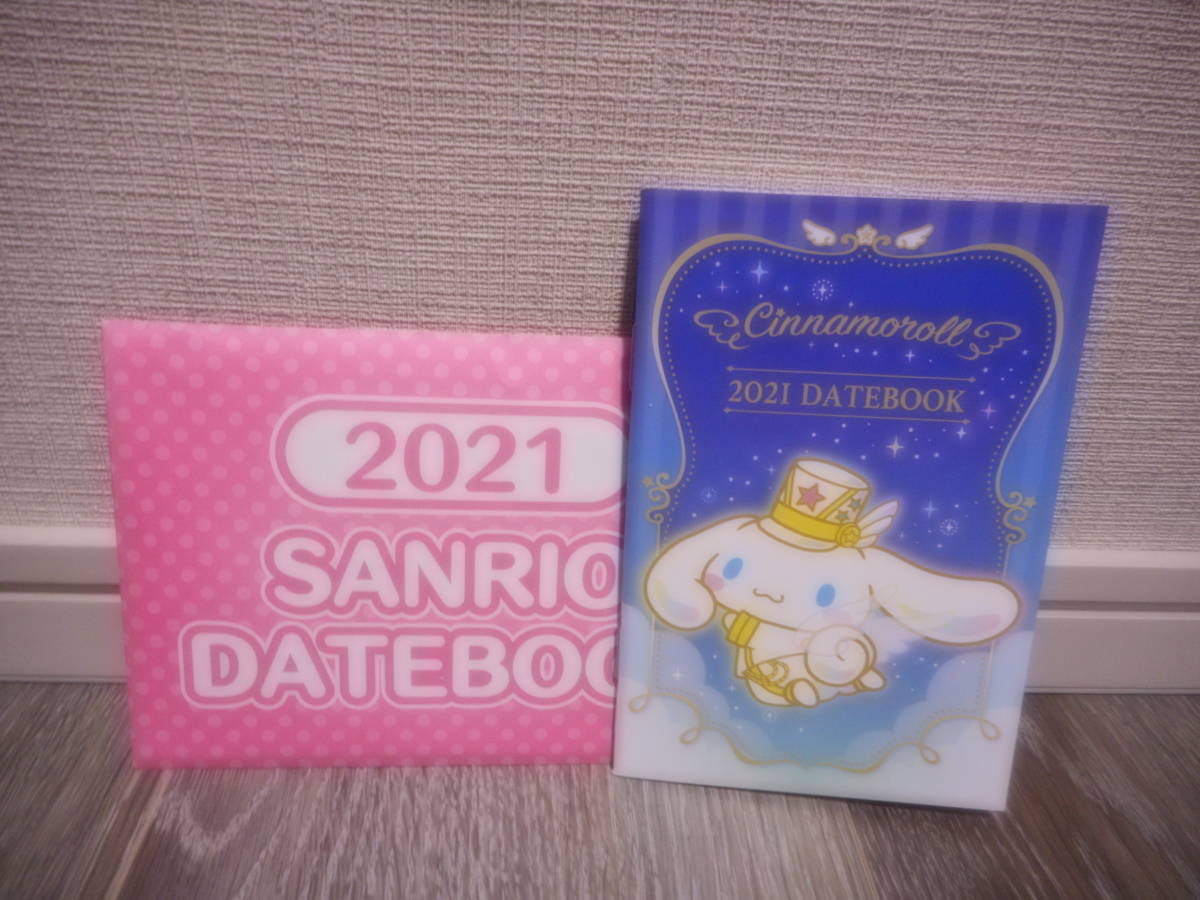 2021
SANRIO
DATEBOO
Cinnamoroll
2021 DATEBOOK